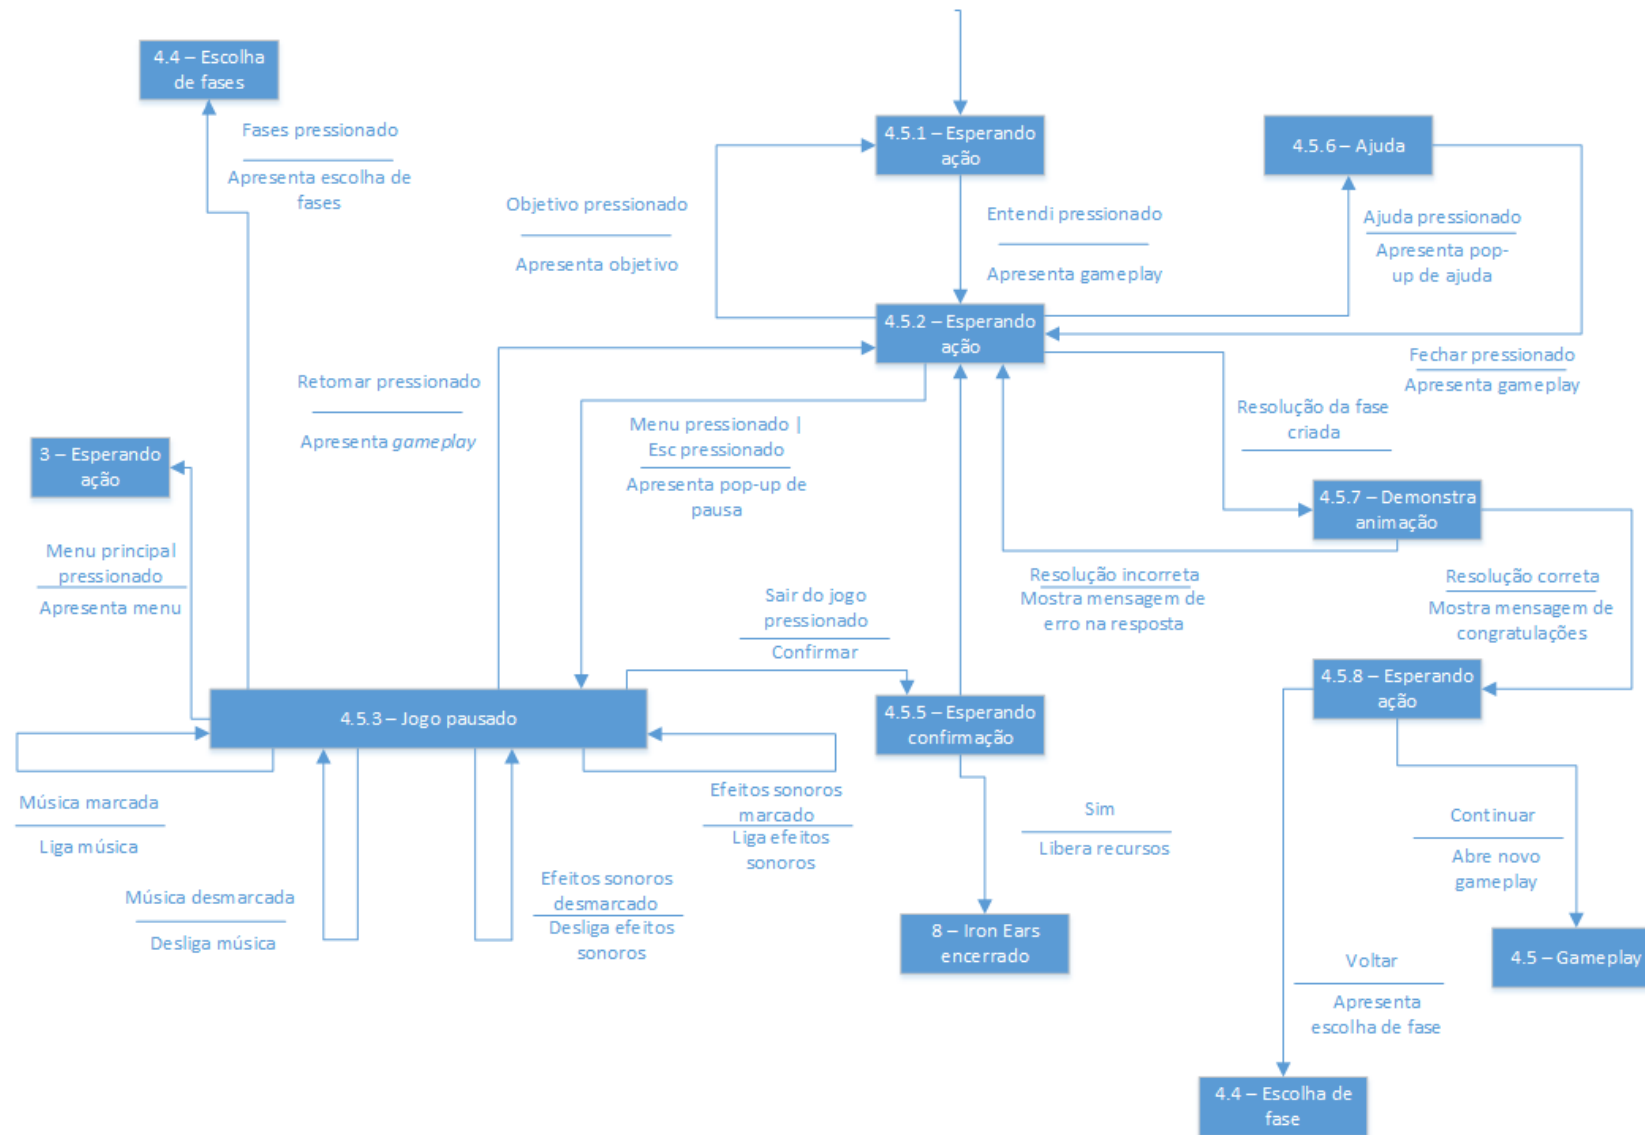 4.4 – Escolha
de fases
Fases pressionado
Apresenta escolha de
fases
4.5.1 – Esperando
ação
4.5.6 – Ajuda
Objetivo pressionado
Apresenta objetivo
Entendi pressionado
Apresenta gameplay
Ajuda pressionado
Apresenta pop-
up de ajuda
4.5.2 – Esperando
ação
Fechar pressionado
Apresenta gameplay
Retomar pressionado
Apresenta gameplay
Menu pressionado |
Esc pressionado
Apresenta pop-up de
pausa
Resolução da fase
criada
3 – Esperando
ação
4.5.7 – Demonstra
animação
Menu principal
pressionado
Apresenta menu
Resolução incorreta
Mostra mensagem de
erro na resposta
Resolução correta
Mostra mensagem de
congratulações
Sair do jogo
pressionado
Confirmar
4.5.3 – Jogo pausado
4.5.5 – Esperando
confirmação
4.5.8 – Esperando
ação
Música marcada
Liga música
Efeitos sonoros
marcado
Liga efeitos
sonoros
Sim
Libera recursos
Continuar
Abre novo
gameplay
Música desmarcada
Desliga música
Efeitos sonoros
desmarcado
Desliga efeitos
sonoros
8 – Iron Ears
encerrado
4.5 – Gameplay
Voltar
Apresenta
escolha de fase
4.4 – Escolha de
fase